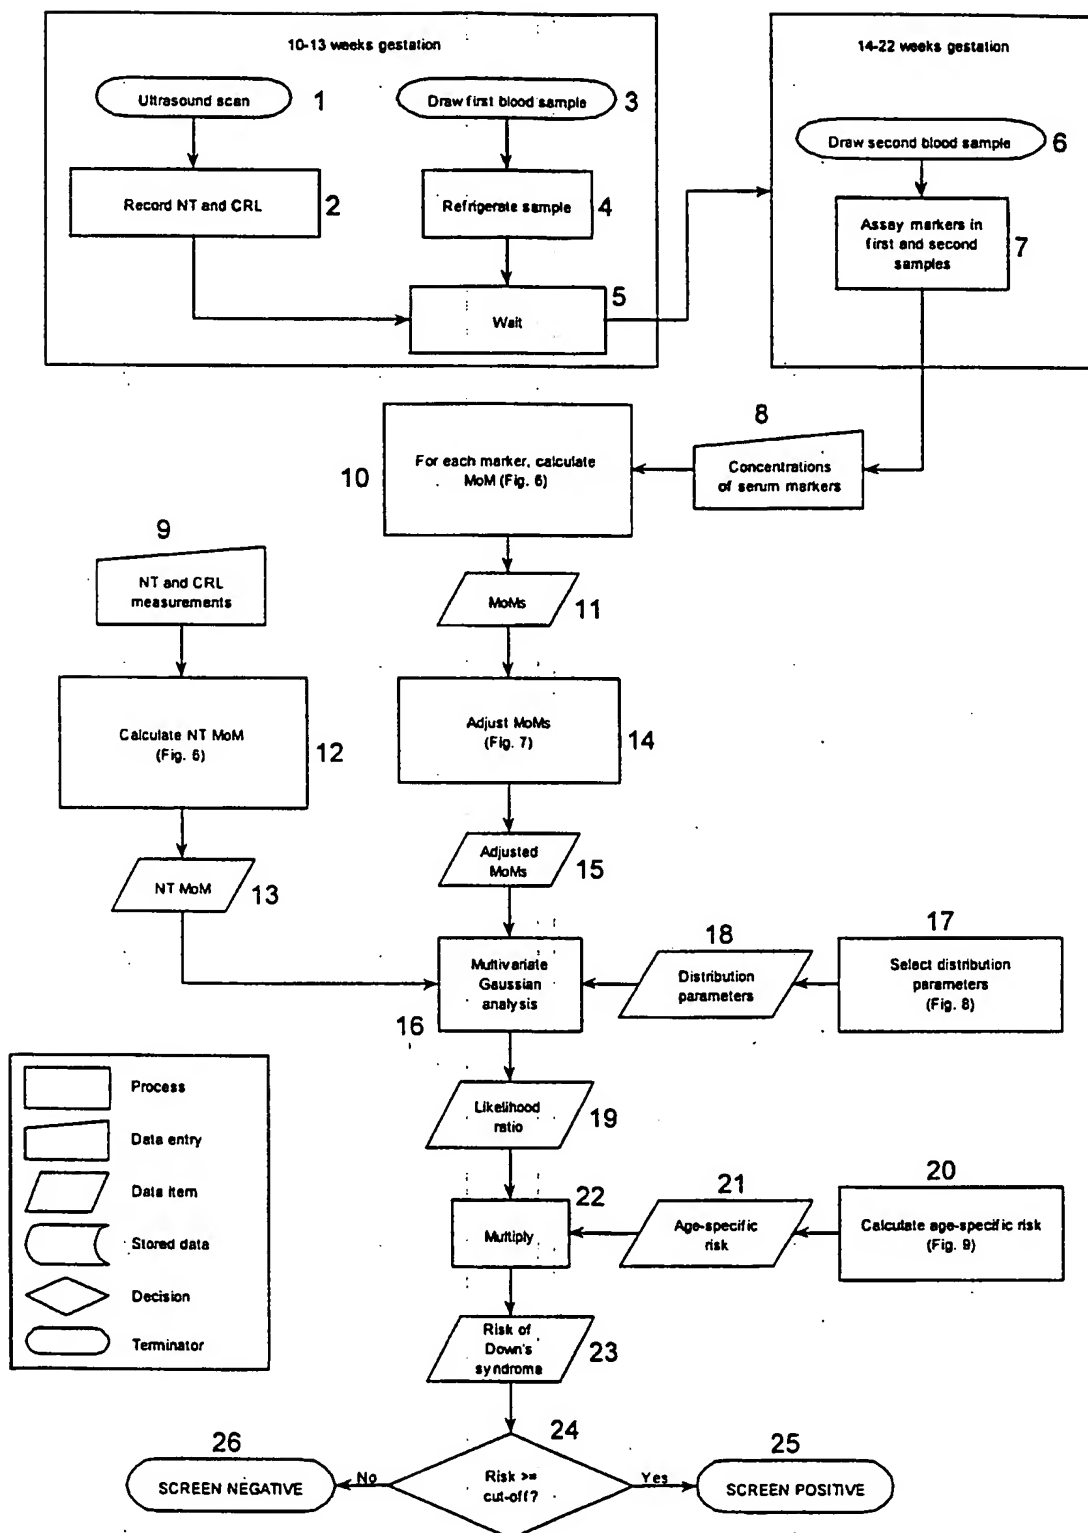 10-13 weeks gestation
Ultrasound scan
1
Draw first blood sample
3
Record NT and CRL
2
Refrigerate sample
4
Wait
5
14-22 weeks gestation
Draw second blood sample
6
Assay markers in
first and second
samples
7
8
Concentrations
of serum markers
For each marker, calculate
MoM (Fig. 6)
10
9
NT and CRL
measurements
MoMs
11
Calculate NT MoM
(Fig. 6)
12
Adjust MoMs
(Fig. 7)
14
NT MoM
13
Adjusted
MoMs
15
Multivariate
Gaussian
analysis
16
18
Distribution
parameters
17
Select distribution
parameters
(Fig. 8)
Likelihood
ratio
19
Multiply
22
21
Age-specific
risk
20
Calculate age-specific risk
(Fig. 9)
Risk of
Down's
syndrome
23
Process
Data entry
Data item
Stored data
Decision
Terminator
24
Risk >=
cut-off?
No
Yes
26
SCREEN NEGATIVE
25
SCREEN POSITIVE